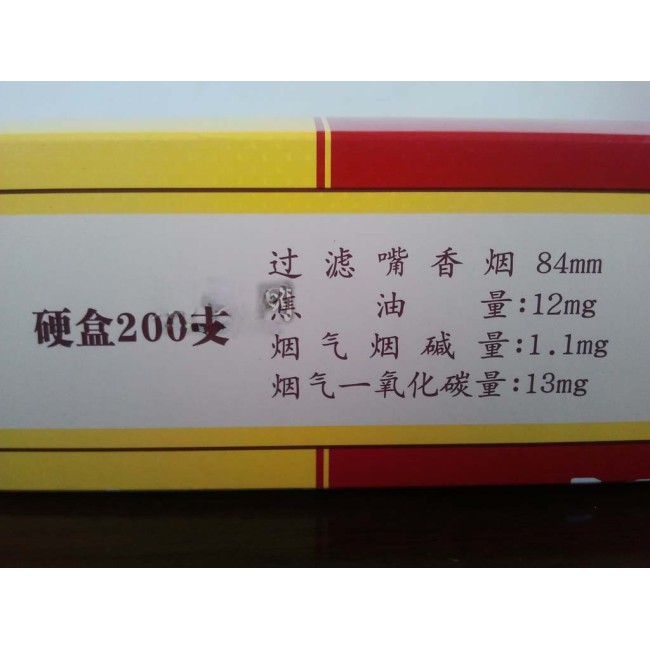 硬盒200支
过滤嘴香烟 84mm
焦油量:12mg
烟气烟碱量:1.1mg
烟气一氧化碳量:13mg